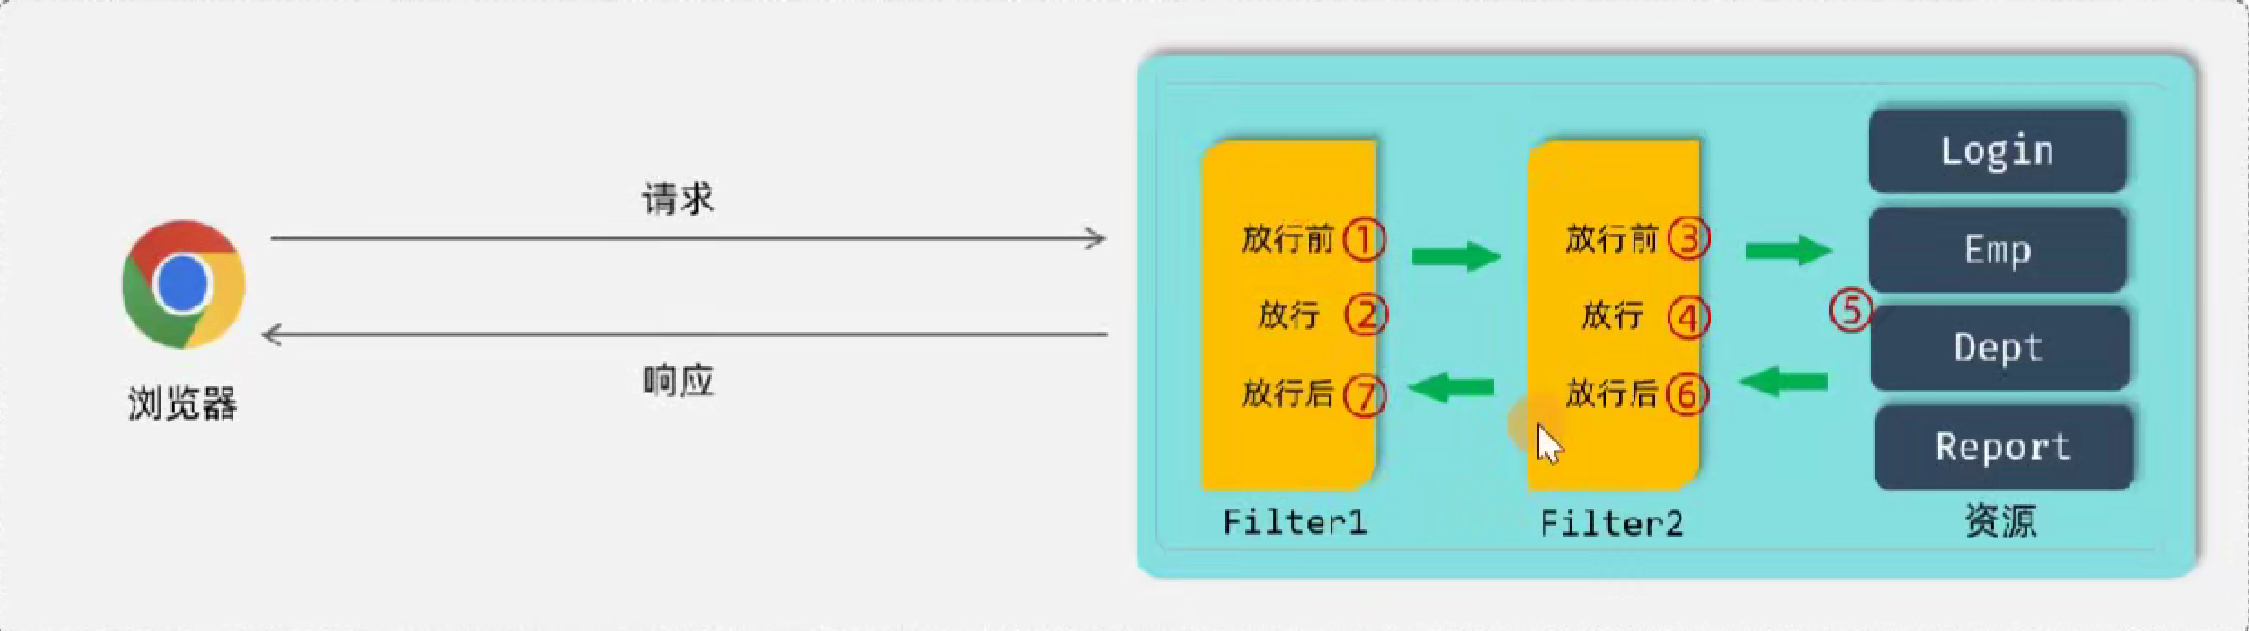 请求
响应
浏览器
放行前①
放行②
放行后⑦
Filter1
放行前③
放行④
放行后⑥
Filter2
⑤
Login
Emp
Dept
Report
资源